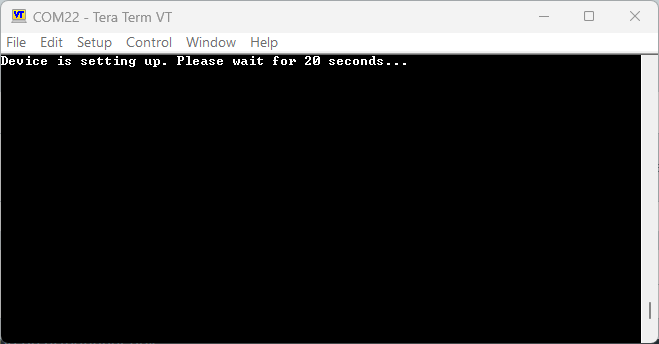 VT
COM22 - Tera Term VT
File Edit Setup Control Window Help
Device is setting up. Please wait for 20 seconds...